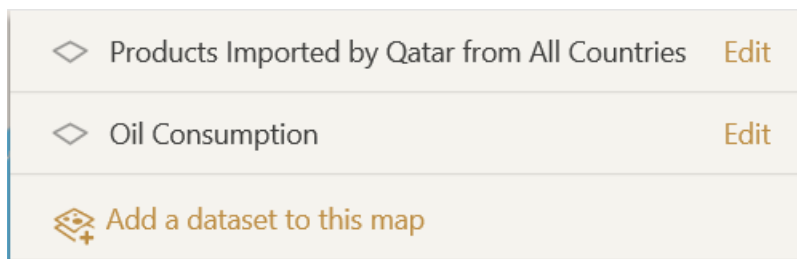 Products Imported by Qatar from All Countries Edit
Oil Consumption Edit
Add a dataset to this map